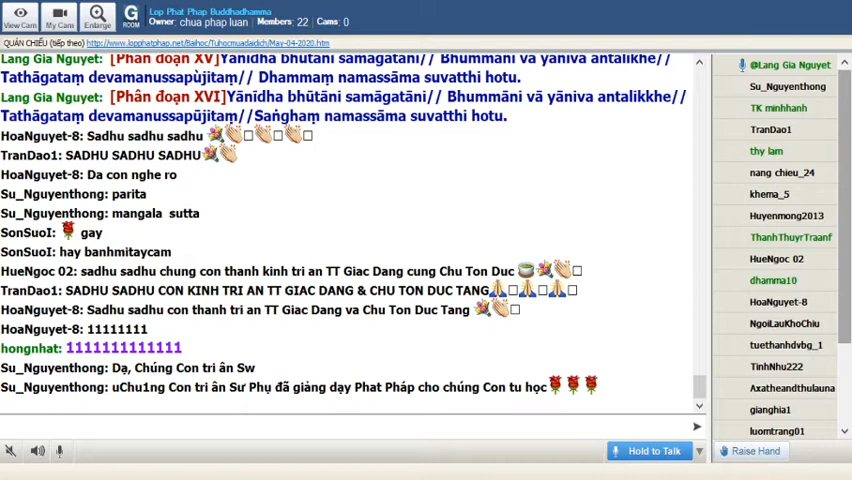 View Cam
My Cam
Enlarge
G
ROOM
Lop Phat Phap Buddhadhamma
Owner: chua phap luan Members: 22 Cams: 0
QUÁN CHIẾU (tiếp theo) http://www.lopphatphap.net/Baihoc/Tuhocmuadaidich/May-04-2020.htm
Lang Gia Nguyet: [Phân đoạn XV]Yānīdha bhūtāni samāgatāni// Bhummāni vā yāniva antalikkhe//
Tathāgataṃ devamanussapūjitaṃ// Dhammaṃ namassāma suvatthi hotu.
Lang Gia Nguyet: [Phân đoạn XVI]Yānīdha bhūtāni samāgatāni// Bhummāni vā yāniva antalikkhe//
Tathāgataṃ devamanussapūjitaṃ//Saṅghaṃ namassāma suvatthi hotu.
HoaNguyet-8: Sadhu sadhu sadhu
TranDao1: SADHU SADHU SADHU
HoaNguyet-8: Da con nghe ro
Su_Nguyenthong: parita
Su_Nguyenthong: mangala sutta
SonSuoI: gay
SonSuoI: hay banhmitaycam
HueNgoc 02: sadhu sadhu chung con thanh kinh tri an TT Giac Dang cung Chu Ton Duc
TranDao1: SADHU SADHU CON KINH TRI AN TT GIAC DANG & CHU TON DUC TANG
HoaNguyet-8: Sadhu sadhu con thanh tri an TT Giac Dang va Chu Ton Duc Tang
HoaNguyet-8: 11111111
hongnhat: 1111111111111
Su_Nguyenthong: Dạ, Chúng Con tri ân Sw
Su_Nguyenthong: uChu1ng Con tri ân Sư Phụ đã giảng dạy Phat Pháp cho chúng Con tu học
Hold to Talk
@Lang Gia Nguyet
Su_Nguyenthong
TK minhhanh
TranDao1
thy lam
nang chieu_24
khema_5
Huyenmong2013
ThanhThuyrTraanf
HueNgoc 02
dhamma10
HoaNguyet-8
NgoiLauKhoChiu
tuethanhdvbg_1
TinhNhu222
Axatheandthulauna
gianghia1
luomtrang01
Raise Hand